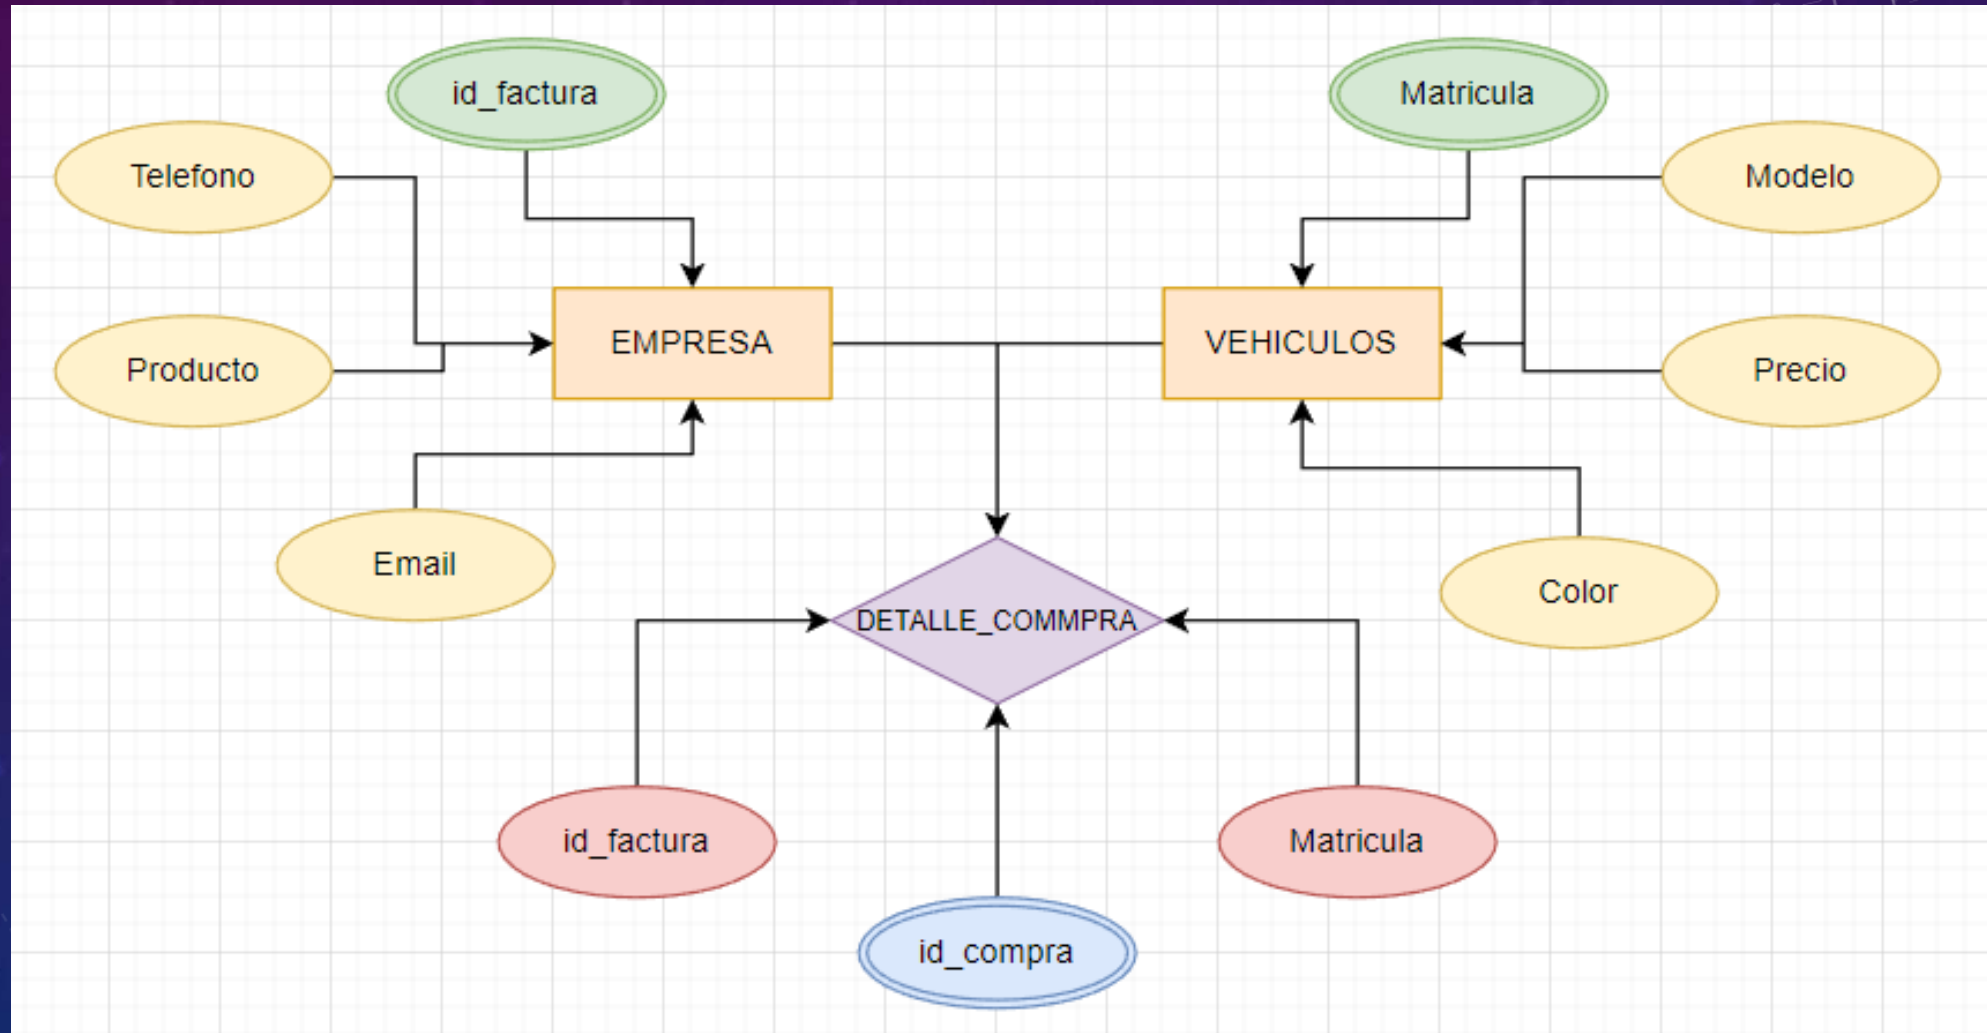 id_factura
Matricula
Telefono
Modelo
EMPRESA
VEHICULOS
Producto
Precio
Email
Color
DETALLE_COMMPRA
id_factura
Matricula
id_compra